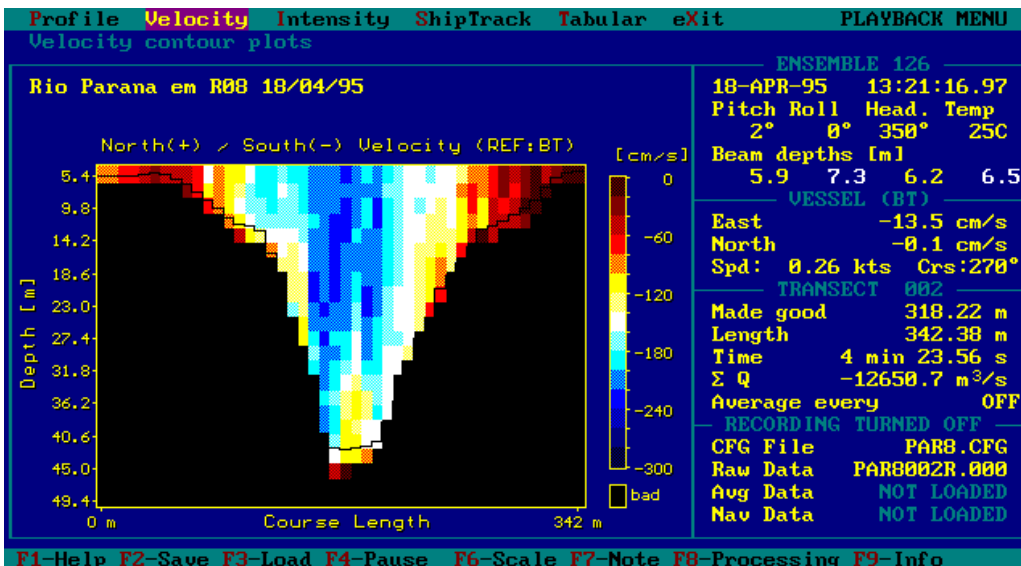 Profile Velocity Intensity ShipTrack Tabular eXit PLAYBACK MENU
Velocity contour plots
Rio Parana em R08 18/04/95
North(+) / South(-) Velocity (REF:BT)
[cm/s]
0
-60
-120
-180
-240
-300
bad
Depth [m]
5.4
9.8
14.2
18.6
23.0
27.4
31.8
36.2
40.6
45.0
49.4
0 m Course Length 342 m
ENSEMBLE 126
18-APR-95 13:21:16.97
Pitch Roll Head. Temp
2° 0° 350° 25C
Beam depths [m]
5.9 7.3 6.2 6.5
VESSEL (BT)
East -13.5 cm/s
North -0.1 cm/s
Spd: 0.26 kts Crs:270°
TRANSECT 002
Made good 318.22 m
Length 342.38 m
Time 4 min 23.56 s
Σ Q -12650.7 m³/s
Average every OFF
RECORDING TURNED OFF
CFG File PAR8.CFG
Raw Data PAR8002R.000
Avg Data NOT LOADED
Nav Data NOT LOADED
F1-Help F2-Save F3-Load F4-Pause F6-Scale F7-Note F8-Processing F9-Info